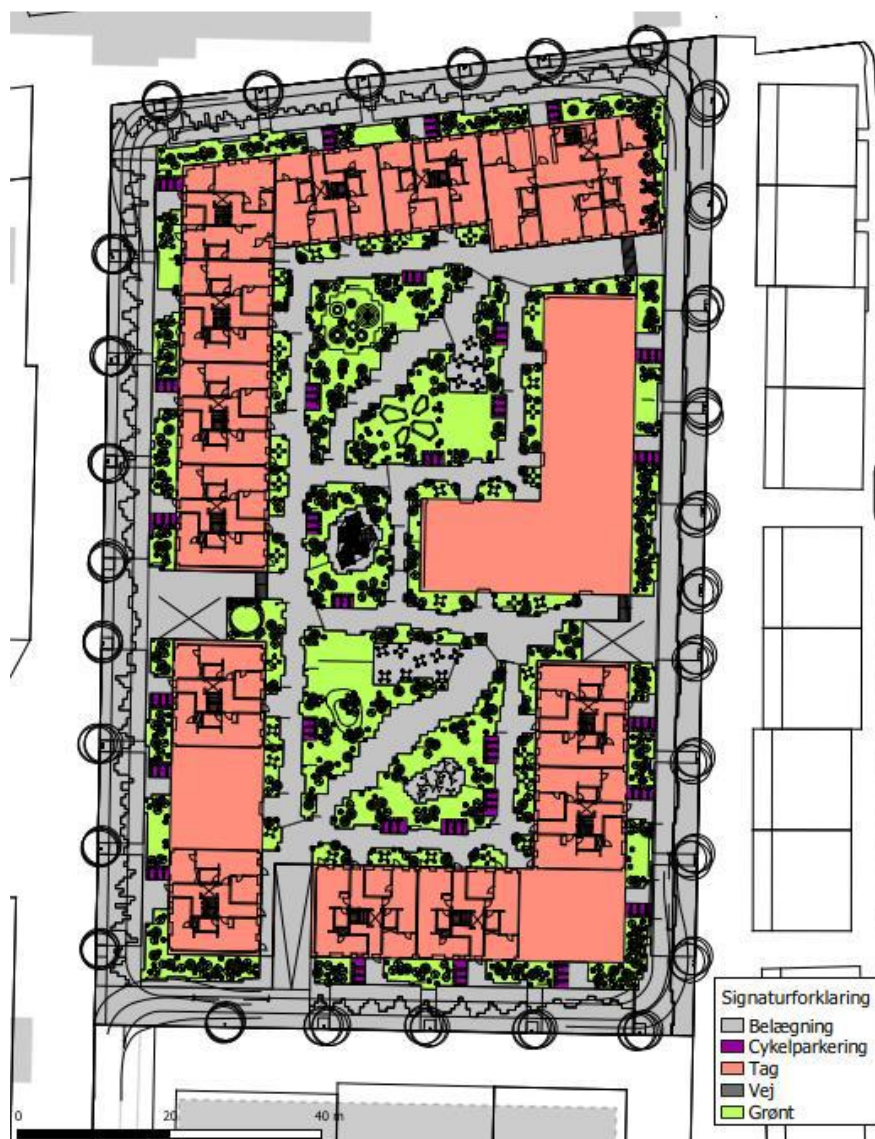 Signaturforklaring
Belægning
Cykelparkering
Tag
Vej
Grønt
0 20 40 m